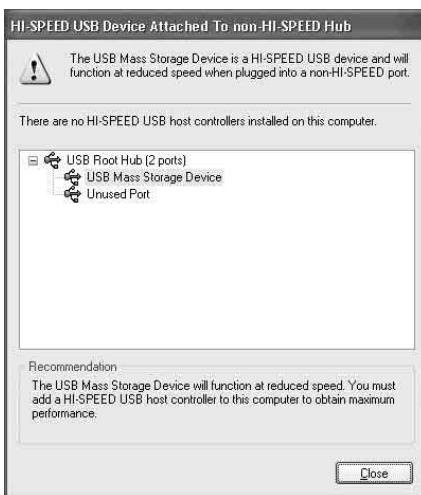 HI-SPEED USB Device Attached To non-HI-SPEED Hub
The USB Mass Storage Device is a HI-SPEED USB device and will
function at reduced speed when plugged into a non-HI-SPEED port.
There are no HI-SPEED USB host controllers installed on this computer.
USB Root Hub (2 ports)
USB Mass Storage Device
Unused Port
Recommendation
The USB Mass Storage Device will function at reduced speed. You must
add a HI-SPEED USB host controller to this computer to obtain maximum
performance.
Close